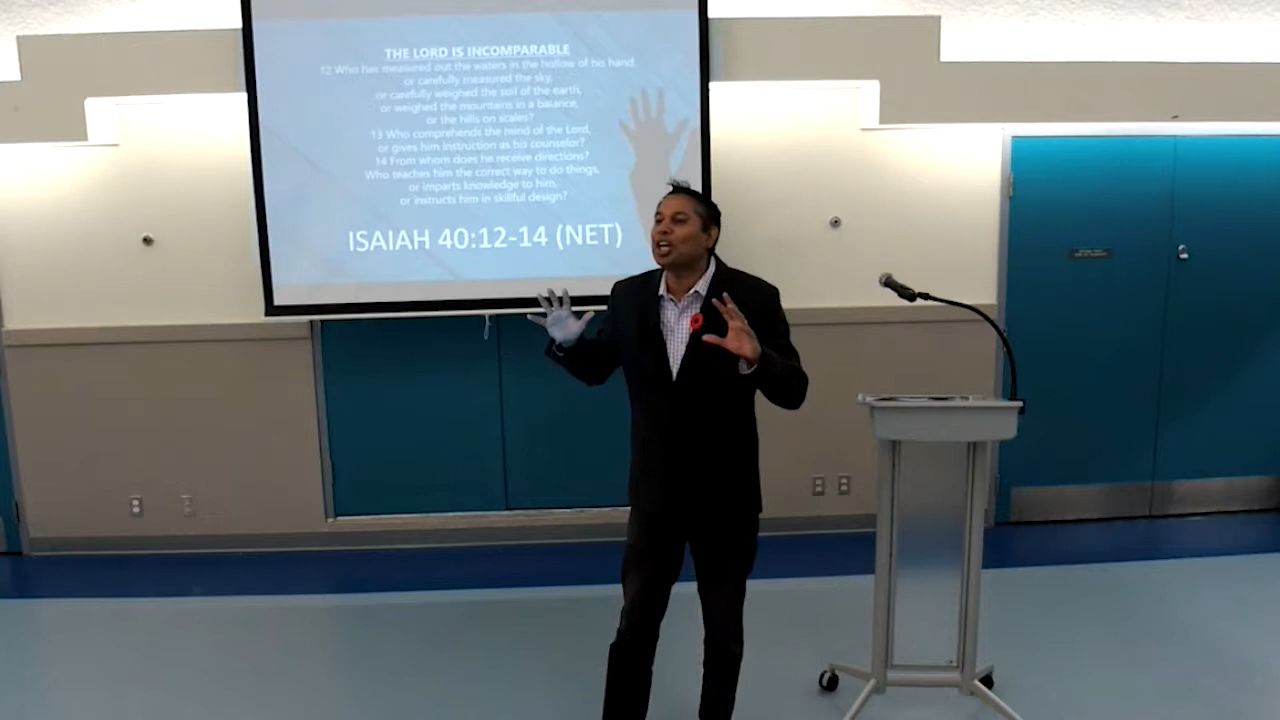 THE LORD IS INCOMPARABLE
12 Who has measured out the waters in the hollow of his hand,
or carefully measured the sky,
or carefully weighed the soil of the earth,
or weighed the mountains in a balance,
or the hills on scales?
13 Who comprehends the mind of the Lord,
or gives him instruction as his counselor?
14 From whom does he receive directions?
Who teaches him the correct way to do things,
or imparts knowledge to him,
or instructs him in skillful design?
ISAIAH 40:12-14 (NET)